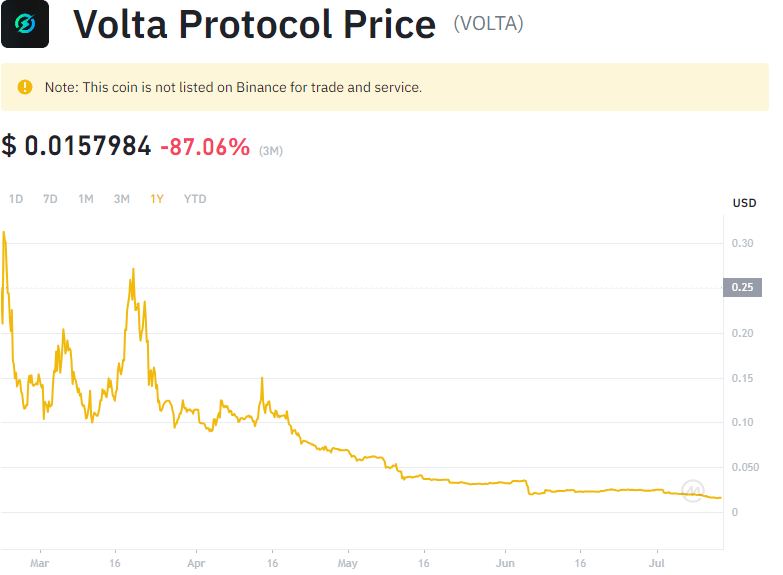 Volta Protocol Price (VOLTA)
Note: This coin is not listed on Binance for trade and service.
$ 0.0157984 -87.06% (3M)
1D 7D 1M 3M 1Y YTD
USD
0.30
0.25
0.20
0.15
0.10
0.050
0
Mar 16 Apr 16 May 16 Jun 16 Jul